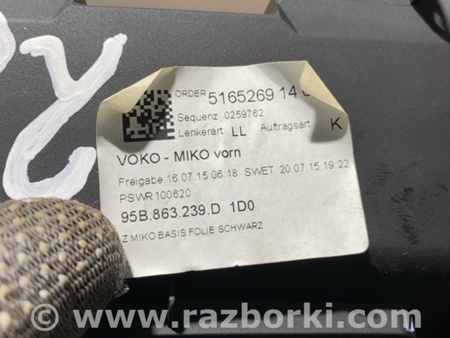 ORDER 5165269 14
Sequenz 0259762
Lenkerart LL Auftragsart K
VOKO - MIKO vorn
Freigabe 16.07.15 06:18 SWET 20.07 15 19:22
PSWR 100620
95B.863.239.D 1D0
Z MIKO BASIS FOLIE SCHWARZ
www.razborki.com